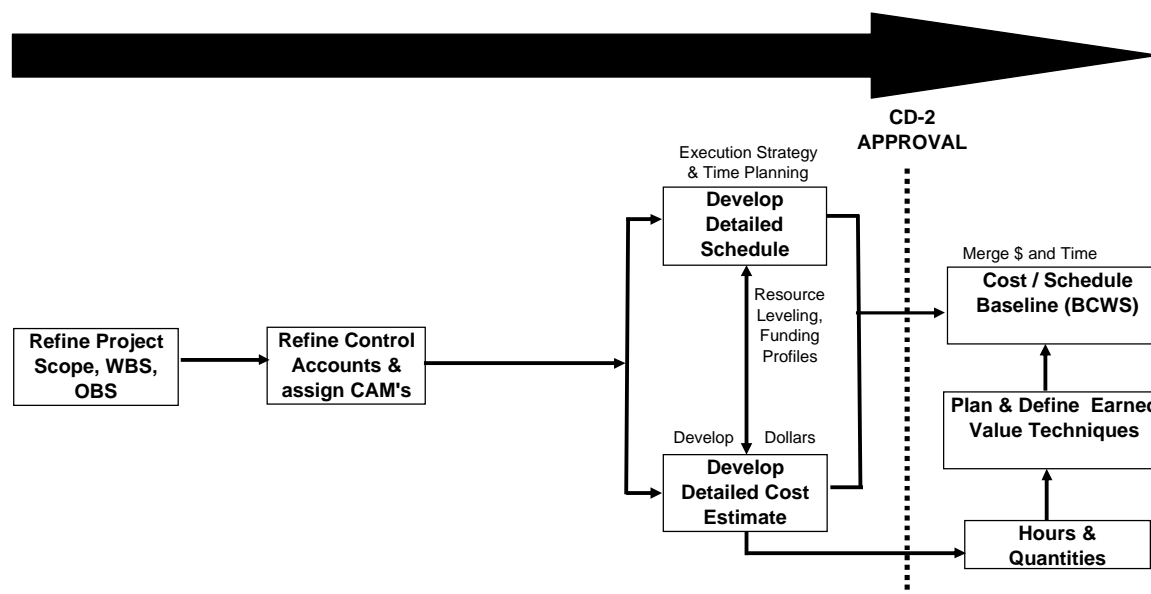 CD-2
APPROVAL
Execution Strategy
& Time Planning
Develop
Detailed
Schedule
Merge $ and Time
Cost / Schedule
Baseline (BCWS)
Resource
Leveling,
Funding
Profiles
Refine Project
Scope, WBS,
OBS
Refine Control
Accounts &
assign CAM's
Plan & Define Earned
Value Techniques
Develop Dollars
Develop
Detailed Cost
Estimate
Hours &
Quantities